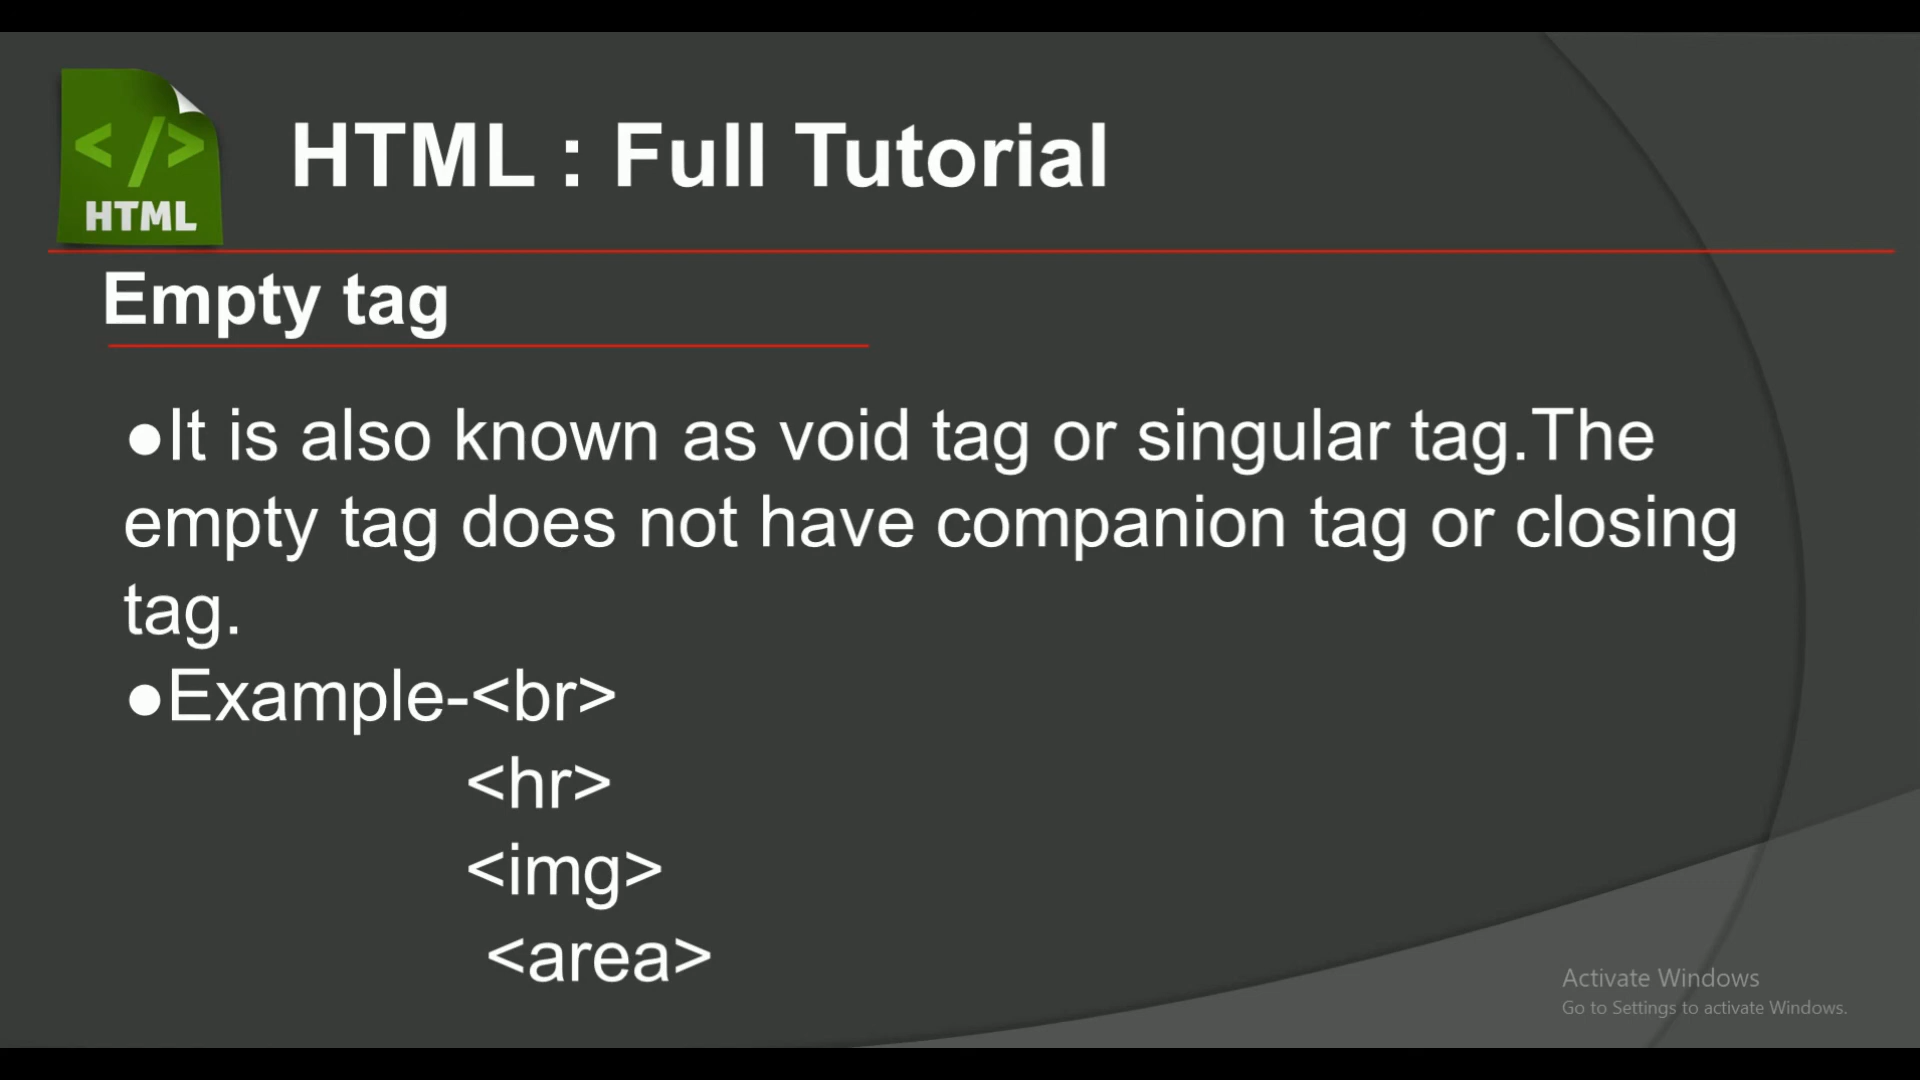 </>
HTML
HTML : Full Tutorial
Empty tag
●It is also known as void tag or singular tag.The
empty tag does not have companion tag or closing
tag.
●Example-<br>
<hr>
<img>
<area>
Activate Windows
Go to Settings to activate Windows.